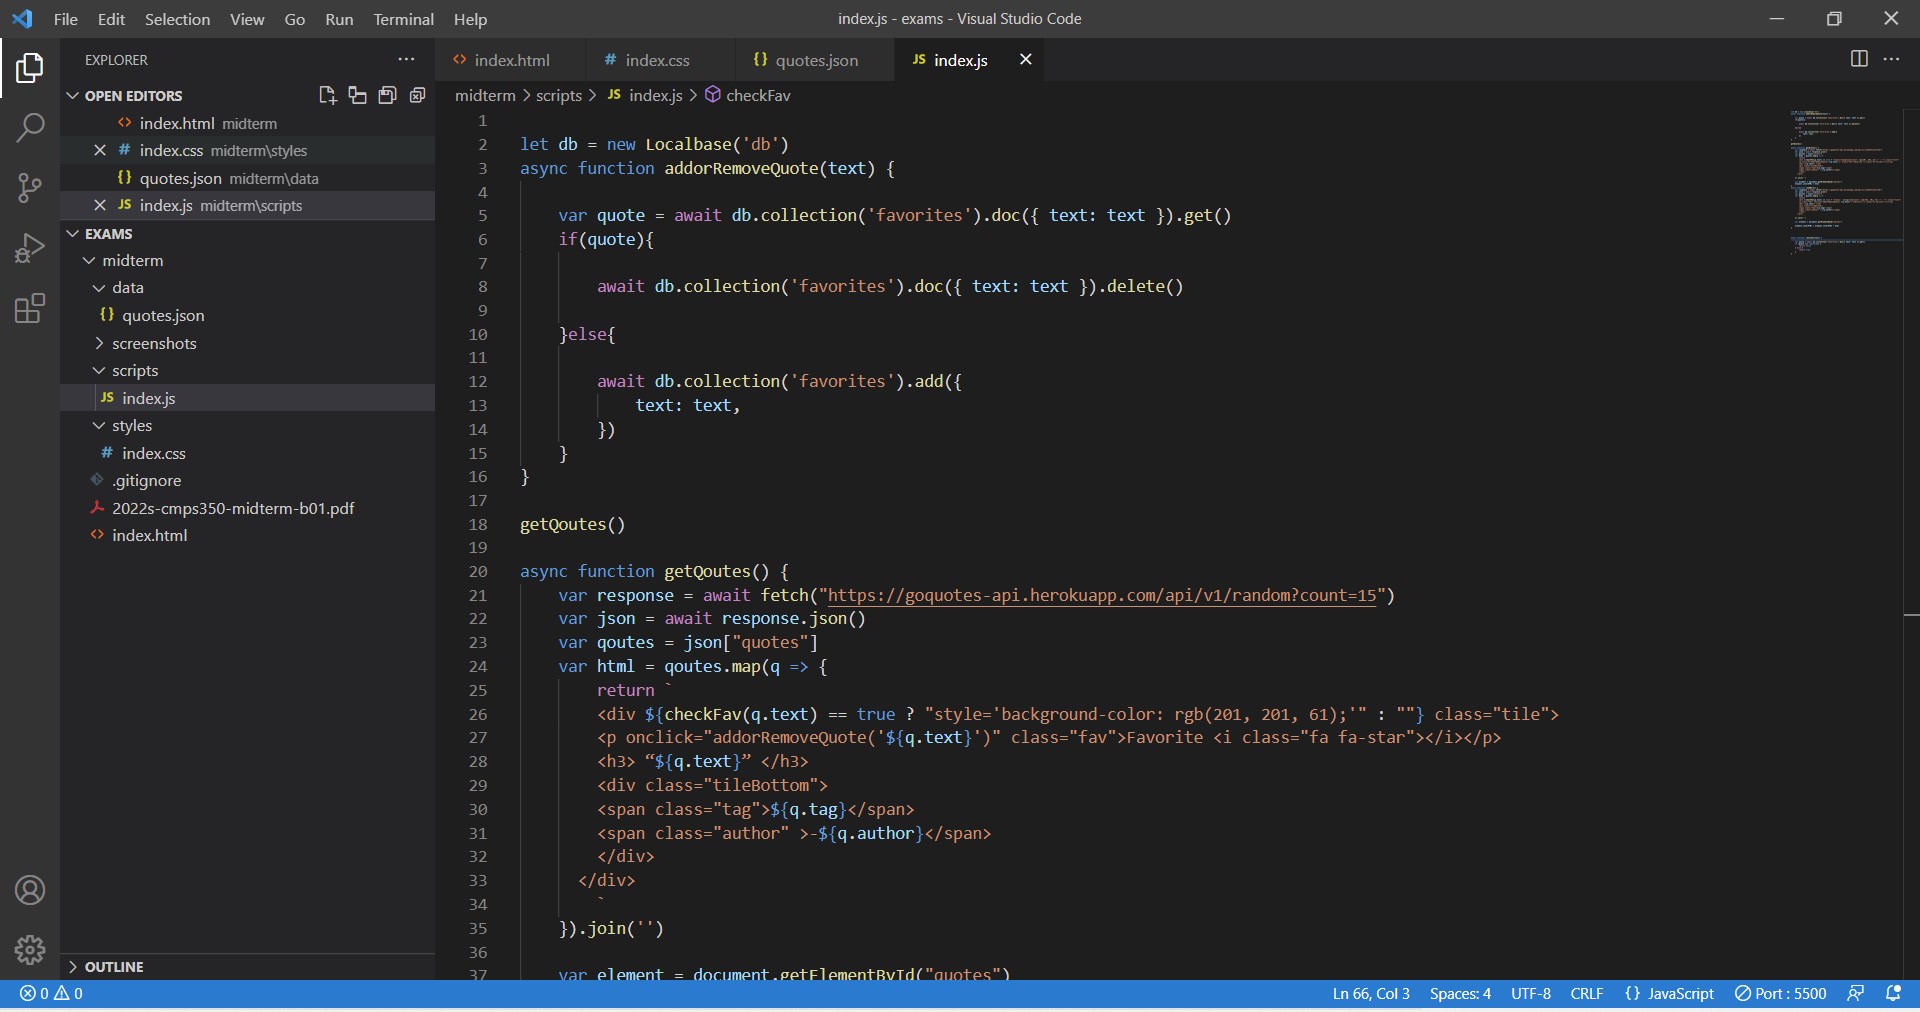 File Edit Selection View Go Run Terminal Help
index.js - exams - Visual Studio Code
EXPLORER
OPEN EDITORS
index.html midterm
index.css midterm\styles
quotes.json midterm\data
JS index.js midterm\scripts
EXAMS
midterm
data
quotes.json
screenshots
scripts
JS index.js
styles
index.css
.gitignore
2022s-cmps350-midterm-b01.pdf
index.html
OUTLINE
index.html # index.css {} quotes.json JS index.js
midterm > scripts > JS index.js > checkFav
1
2 let db = new Localbase('db')
3 async function addorRemoveQuote(text) {
4
5 var quote = await db.collection('favorites').doc({ text: text }).get()
6 if(quote){
7
8 await db.collection('favorites').doc({ text: text }).delete()
9
10 }else{
11
12 await db.collection('favorites').add({
13 text: text,
14 })
15 }
16 }
17
18 getQoutes()
19
20 async function getQoutes() {
21 var response = await fetch("https://goquotes-api.herokuapp.com/api/v1/random?count=15")
22 var json = await response.json()
23 var qoutes = json["quotes"]
24 var html = qoutes.map(q => {
25 return `
26 <div ${checkFav(q.text) == true ? "style='background-color: rgb(201, 201, 61);'" : ""} class="tile">
27 <p onclick="addorRemoveQuote('${q.text}')" class="fav">Favorite <i class="fa fa-star"></i></p>
28 <h3> “${q.text}” </h3>
29 <div class="tileBottom">
30 <span class="tag">${q.tag}</span>
31 <span class="author" >-${q.author}</span>
32 </div>
33 </div>
34 `
35 }).join('')
36
37 var element = document.getElementById("quotes")
0 0
Ln 66, Col 3 Spaces: 4 UTF-8 CRLF {} JavaScript Port : 5500